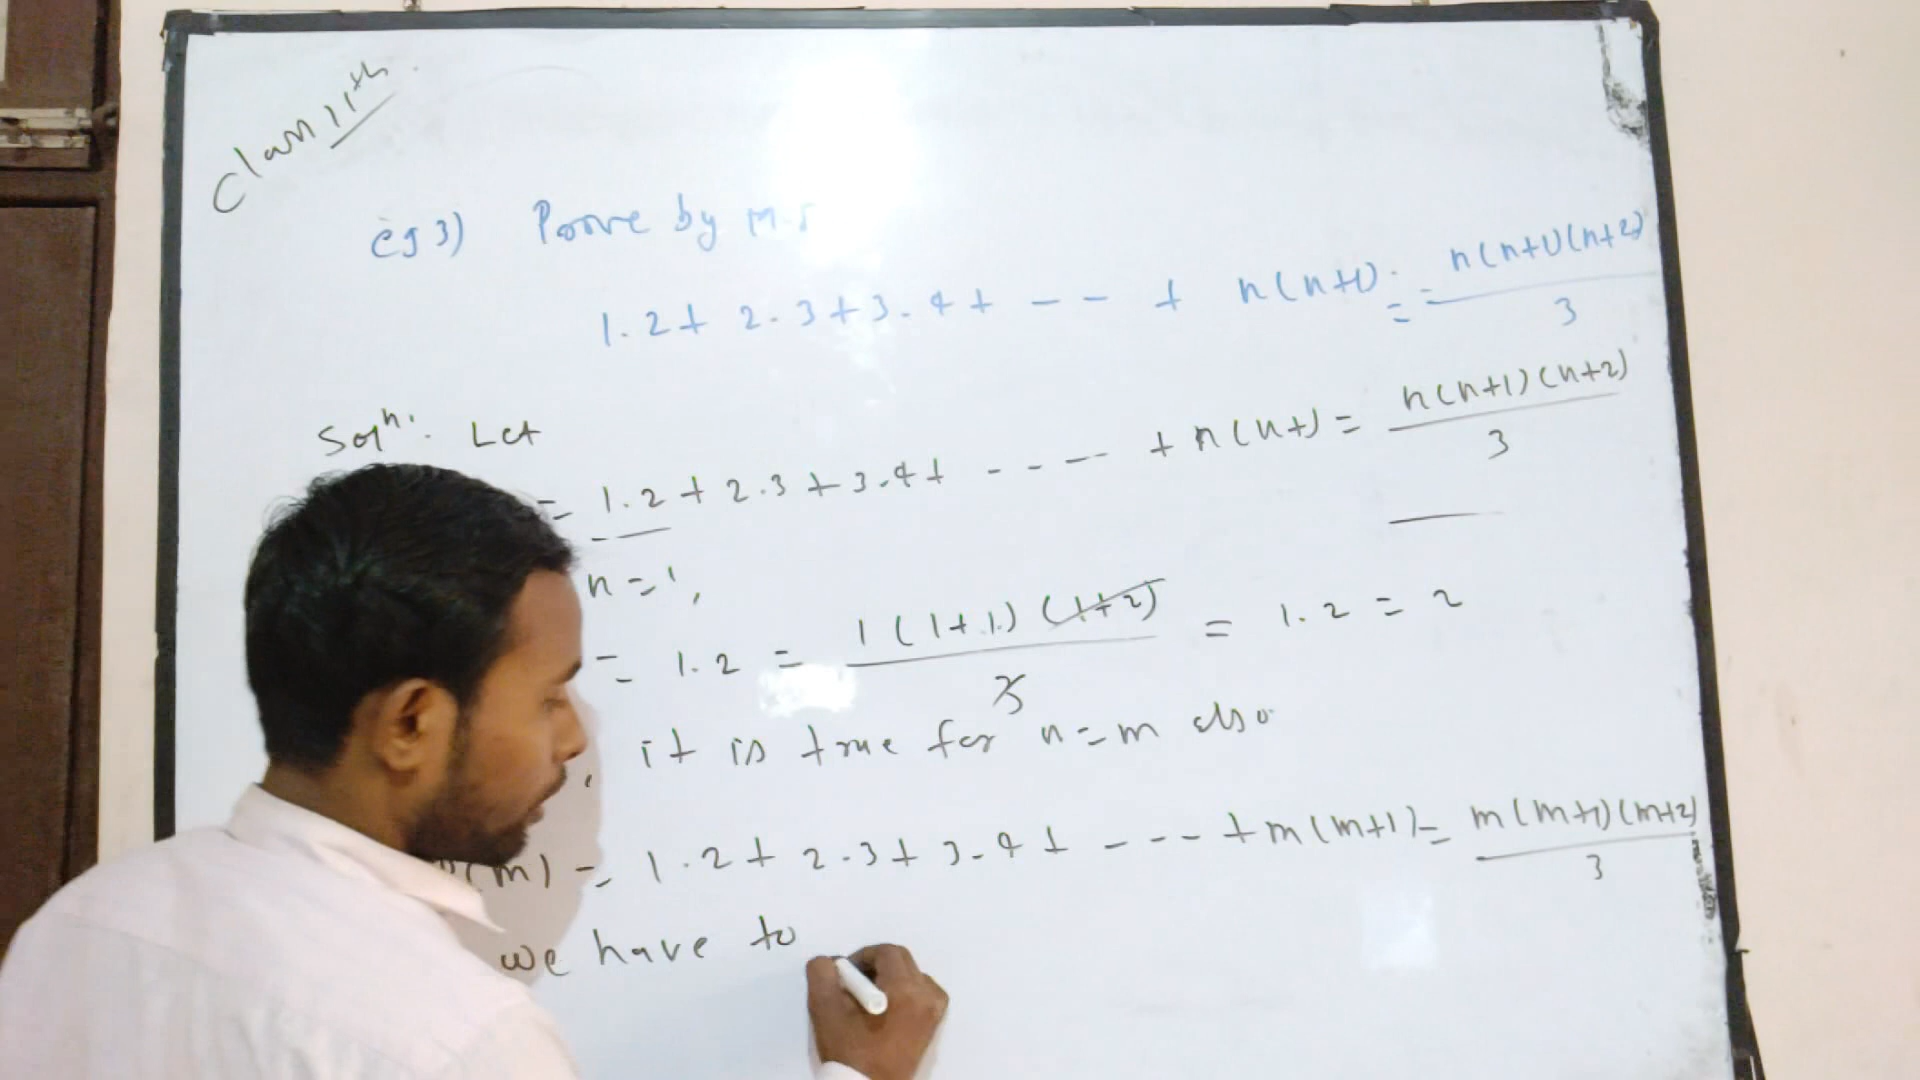 Class 11th
eg 3) Prove by M.I
1.2 + 2.3 + 3.4 + - - + n(n+1) = = n(n+1)(n+2) / 3
Solⁿ. Let
= 1.2 + 2.3 + 3.4 + - - - - + n(n+) = n(n+1)(n+2) / 3
n = 1,
= 1.2 = 1(1+1)(1+2) / 3 = 1.2 = 2
it is true for n=m also
P(m) = 1.2 + 2.3 + 3.4 + - - - + m(m+1) = m(m+1)(m+2) / 3
we have to